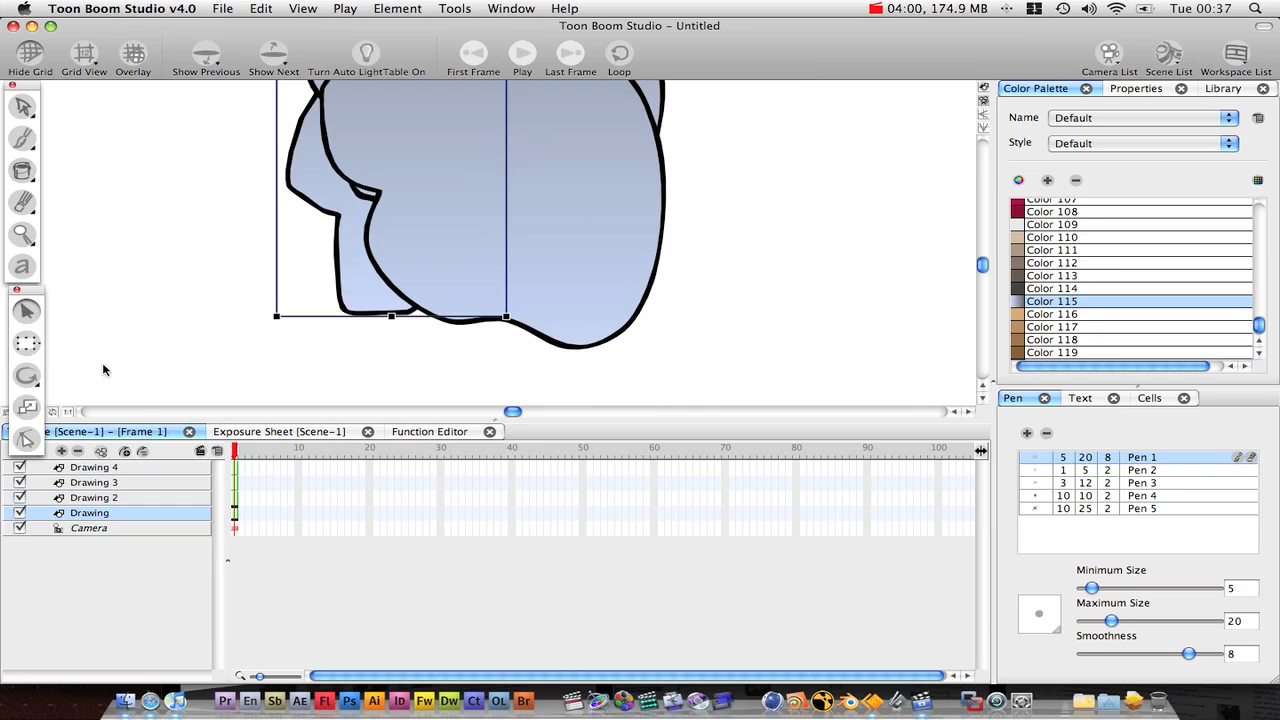 Toon Boom Studio v4.0 File Edit View Play Element Tools Window Help 04:00, 174.9 MB Tue 00:37
Toon Boom Studio - Untitled
Hide Grid Grid View Overlay Show Previous Show Next Turn Auto LightTable On First Frame Play Last Frame Loop Camera List Scene List Workspace List
Color Palette Properties Library
Name Default
Style Default
Color 107
Color 108
Color 109
Color 110
Color 111
Color 112
Color 113
Color 114
Color 115
Color 116
Color 117
Color 118
Color 119
[Scene-1] - [Frame 1] Exposure Sheet [Scene-1] Function Editor
10 20 30 40 50 60 70 80 90 100
Drawing 4
Drawing 3
Drawing 2
Drawing
Camera
Pen Text Cells
5 20 8 Pen 1
1 5 2 Pen 2
3 12 2 Pen 3
10 10 2 Pen 4
10 25 2 Pen 5
Minimum Size
5
Maximum Size
20
Smoothness
8
Pr En Sb AE Fl Ps Ai Id Fw Dw Ct OL Br